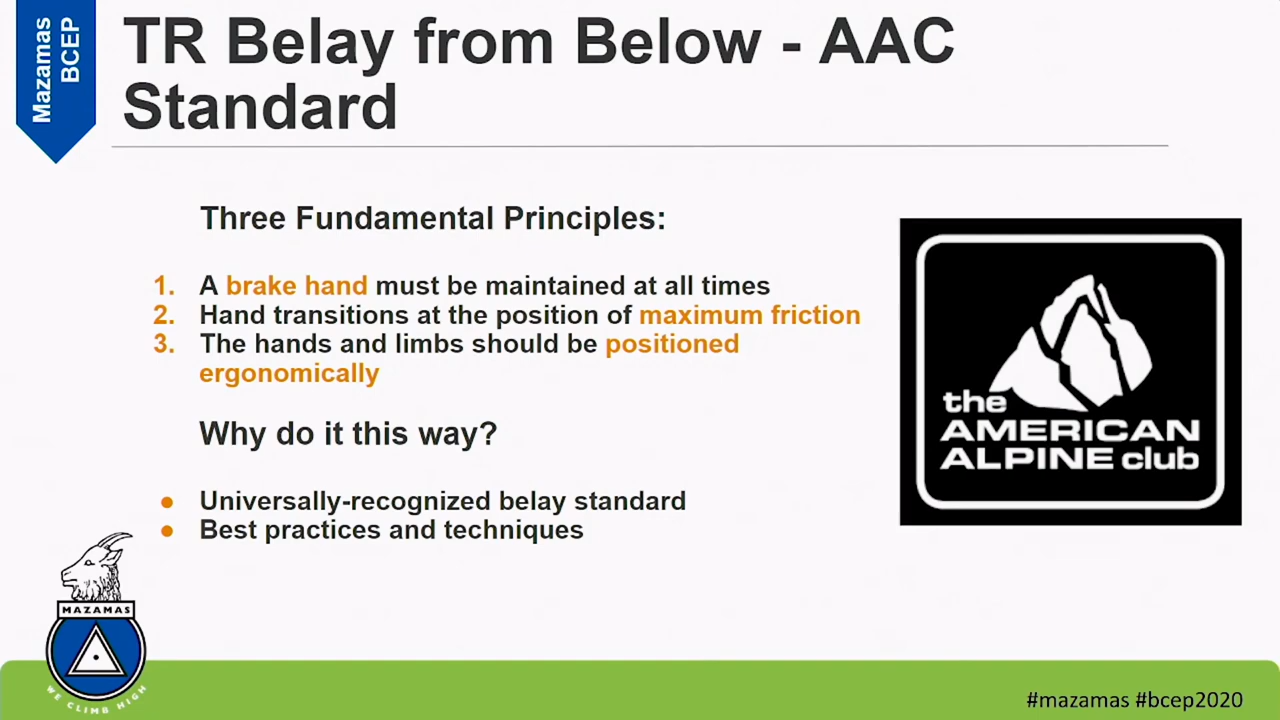 Mazamas
BCEP
TR Belay from Below - AAC
Standard
Three Fundamental Principles:
1. A brake hand must be maintained at all times
2. Hand transitions at the position of maximum friction
3. The hands and limbs should be positioned
ergonomically
Why do it this way?
• Universally-recognized belay standard
• Best practices and techniques
the
AMERICAN
ALPINE club
MAZAMAS
WE CLIMB HIGH
#mazamas #bcep2020